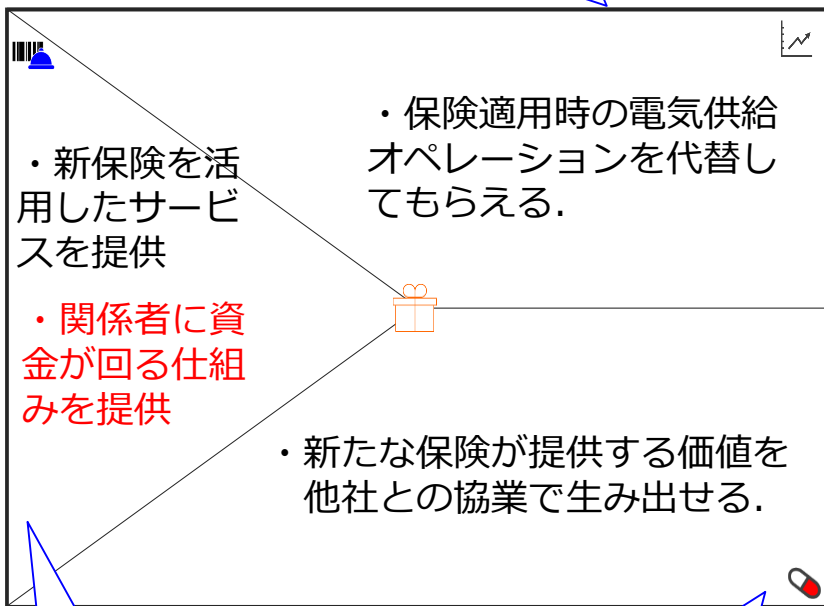 ・新保険を活
用したサービ
スを提供
・関係者に資
金が回る仕組
みを提供
・保険適用時の電気供給
オペレーションを代替し
てもらえる.
・新たな保険が提供する価値を
他社との協業で生み出せる.